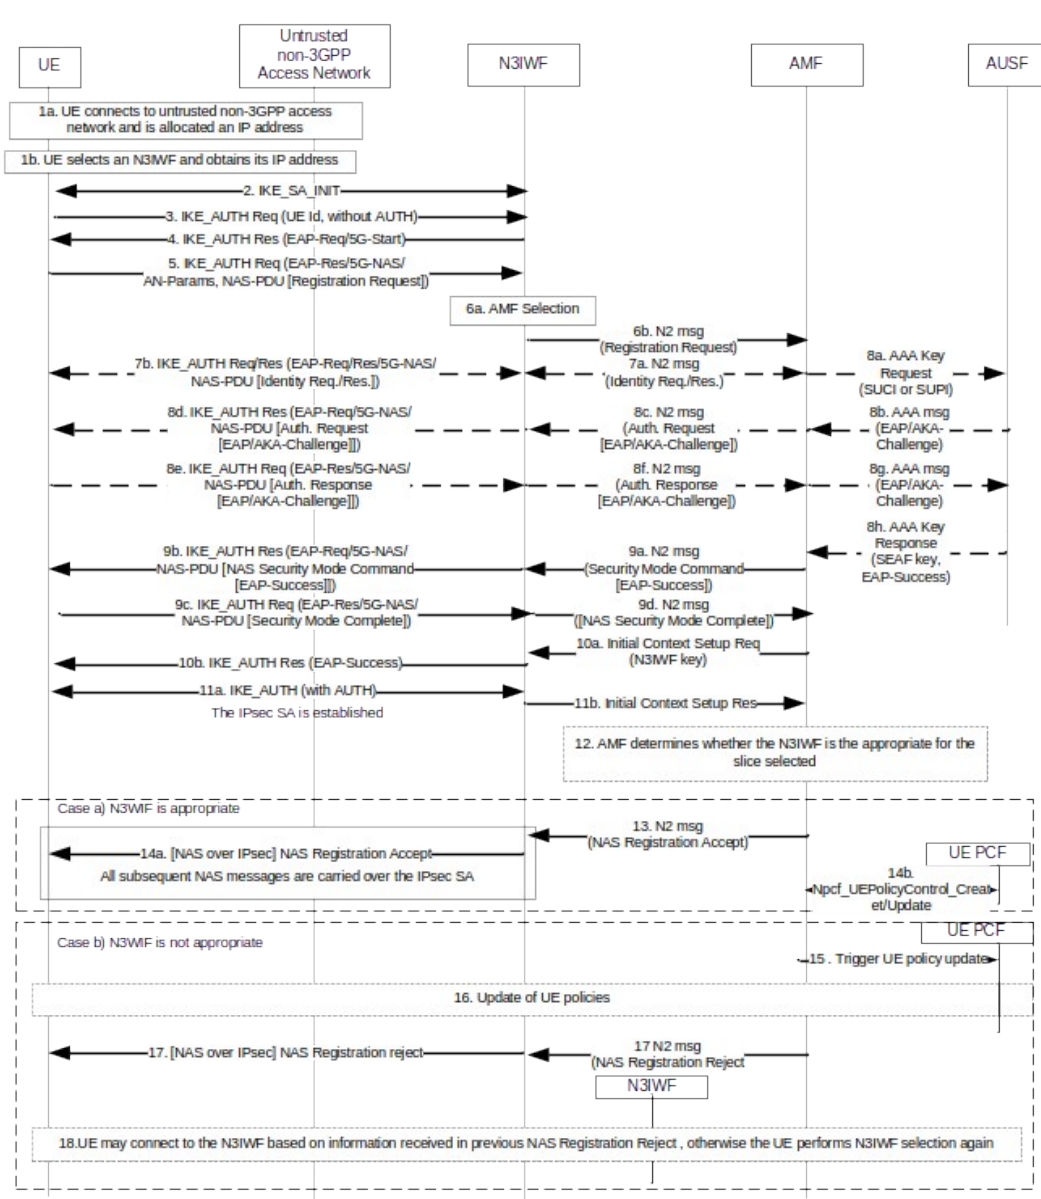 Untrusted
non-3GPP
Access Network
UE
N3IWF
AMF
AUSF
1a. UE connects to untrusted non-3GPP access
network and is allocated an IP address
1b. UE selects an N3IWF and obtains its IP address
2. IKE_SA_INIT
3. IKE_AUTH Req (UE Id, without AUTH)
4. IKE_AUTH Res (EAP-Req/5G-Start)
5. IKE_AUTH Req (EAP-Res/5G-NAS/
AN-Params, NAS-PDU [Registration Request])
6a. AMF Selection
6b. N2 msg
(Registration Request)
7b. IKE_AUTH Req/Res (EAP-Req/Res/5G-NAS/
NAS-PDU [Identity Req./Res.])
7a. N2 msg
(Identity Req./Res.)
8a. AAA Key
Request
(SUCI or SUPI)
8d. IKE_AUTH Res (EAP-Req/5G-NAS/
NAS-PDU [Auth. Request
[EAP/AKA-Challenge]])
8c. N2 msg
(Auth. Request
[EAP/AKA-Challenge])
8b. AAA msg
(EAP/AKA-
Challenge)
8e. IKE_AUTH Req (EAP-Res/5G-NAS/
NAS-PDU [Auth. Response
[EAP/AKA-Challenge]])
8f. N2 msg
(Auth. Response
[EAP/AKA-Challenge])
8g. AAA msg
(EAP/AKA-
Challenge)
8h. AAA Key
Response
(SEAF key,
EAP-Success)
9b. IKE_AUTH Res (EAP-Req/5G-NAS/
NAS-PDU [NAS Security Mode Command
[EAP-Success]])
9a. N2 msg
(Security Mode Command
[EAP-Success])
9c. IKE_AUTH Req (EAP-Res/5G-NAS/
NAS-PDU [Security Mode Complete])
9d. N2 msg
([NAS Security Mode Complete])
10a. Initial Context Setup Req
(N3IWF key)
10b. IKE_AUTH Res (EAP-Success)
11a. IKE_AUTH (with AUTH)
The IPsec SA is established
11b. Initial Context Setup Res
12. AMF determines whether the N3IWF is the appropriate for the
slice selected
Case a) N3WIF is appropriate
13. N2 msg
(NAS Registration Accept)
14a. [NAS over IPsec] NAS Registration Accept
All subsequent NAS messages are carried over the IPsec SA
UE PCF
14b.
Npcf_UEPolicyControl_Creat
et/Update
Case b) N3WIF is not appropriate
UE PCF
15 . Trigger UE policy update
16. Update of UE policies
17. [NAS over IPsec] NAS Registration reject
17 N2 msg
(NAS Registration Reject
N3IWF
18.UE may connect to the N3IWF based on information received in previous NAS Registration Reject , otherwise the UE performs N3IWF selection again